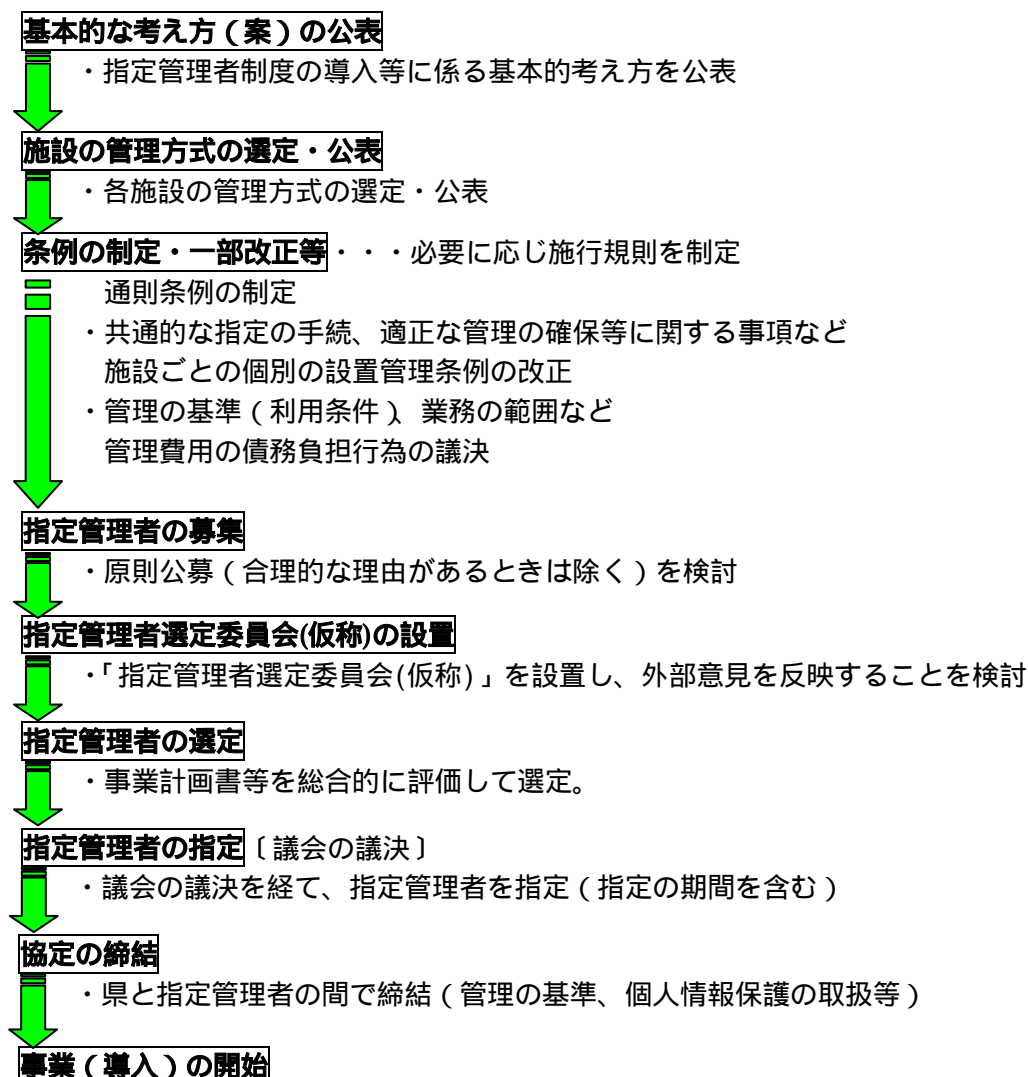 基本的な考え方(案)の公表
・指定管理者制度の導入等に係る基本的考え方を公表
施設の管理方式の選定・公表
・各施設の管理方式の選定・公表
条例の制定・一部改正等・・・必要に応じ施行規則を制定
通則条例の制定
・共通的な指定の手続、適正な管理の確保等に関する事項など
施設ごとの個別の設置管理条例の改正
・管理の基準(利用条件)、業務の範囲など
管理費用の債務負担行為の議決
指定管理者の募集
・原則公募(合理的な理由があるときは除く)を検討
指定管理者選定委員会(仮称)の設置
・「指定管理者選定委員会(仮称)」を設置し、外部意見を反映することを検討
指定管理者の選定
・事業計画書等を総合的に評価して選定。
指定管理者の指定〔議会の議決〕
・議会の議決を経て、指定管理者を指定(指定の期間を含む)
協定の締結
・県と指定管理者の間で締結(管理の基準、個人情報保護の取扱等)
事業(導入)の開始